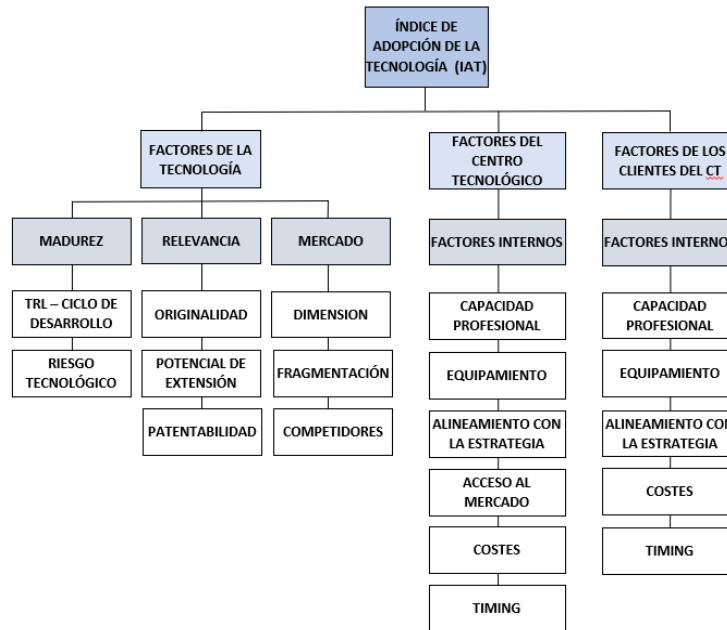 ÍNDICE DE
ADOPCIÓN DE LA
TECNOLOGÍA (IAT)
FACTORES DE LA
TECNOLOGÍA
FACTORES DEL
CENTRO
TECNOLÓGICO
FACTORES DE LOS
CLIENTES DEL CT
MADUREZ
RELEVANCIA
MERCADO
FACTORES INTERNOS
FACTORES INTERNO
TRL – CICLO DE
DESARROLLO
ORIGINALIDAD
DIMENSION
CAPACIDAD
PROFESIONAL
CAPACIDAD
PROFESIONAL
RIESGO
TECNOLÓGICO
POTENCIAL DE
EXTENSIÓN
FRAGMENTACIÓN
EQUIPAMIENTO
EQUIPAMIENTO
PATENTABILIDAD
COMPETIDORES
ALINEAMIENTO CON
LA ESTRATEGIA
ALINEAMIENTO CON
LA ESTRATEGIA
ACCESO AL
MERCADO
COSTES
COSTES
TIMING
TIMING